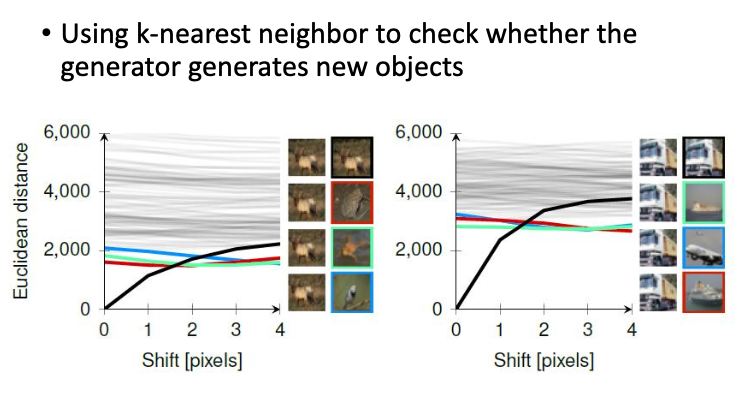 • Using k-nearest neighbor to check whether the
generator generates new objects
6,000
4,000
2,000
0
Euclidean distance
0 1 2 3 4
Shift [pixels]
6,000
4,000
2,000
0
0 1 2 3 4
Shift [pixels]